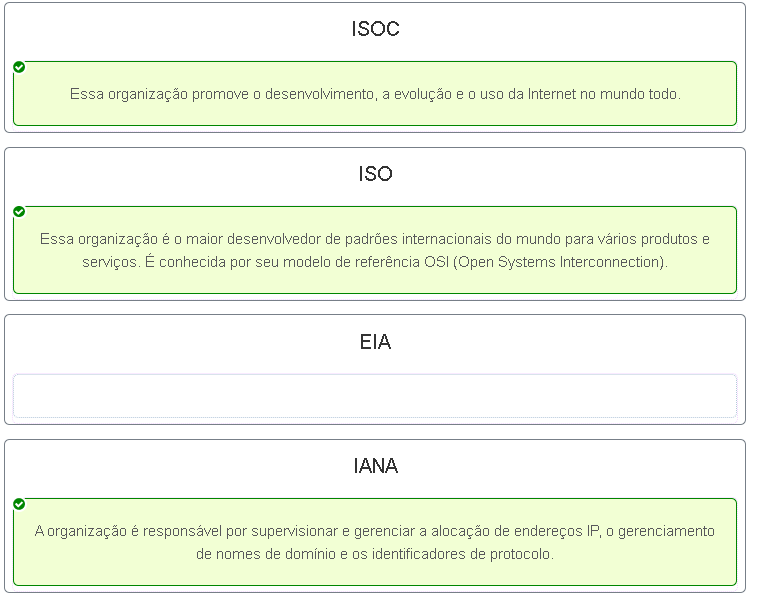 ISOC
Essa organização promove o desenvolvimento, a evolução e o uso da Internet no mundo todo.
ISO
Essa organização é o maior desenvolvedor de padrões internacionais do mundo para vários produtos e
serviços. É conhecida por seu modelo de referência OSI (Open Systems Interconnection).
EIA
IANA
A organização é responsável por supervisionar e gerenciar a alocação de endereços IP, o gerenciamento
de nomes de domínio e os identificadores de protocolo.